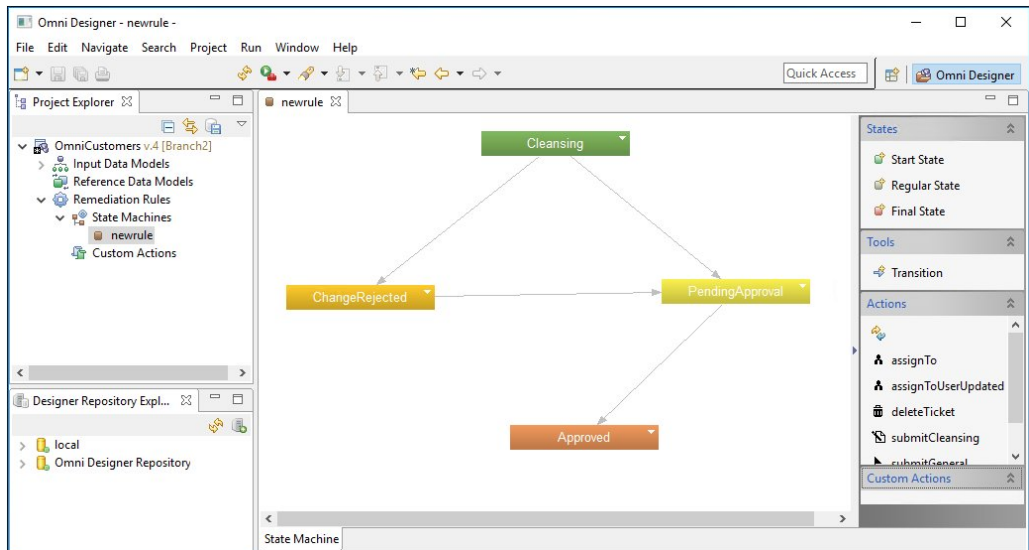 Omni Designer - newrule -
File Edit Navigate Search Project Run Window Help
Quick Access
Omni Designer
Project Explorer
OmniCustomers v.4 [Branch2]
Input Data Models
Reference Data Models
Remediation Rules
State Machines
newrule
Custom Actions
Designer Repository Expl...
local
Omni Designer Repository
newrule
Cleansing
ChangeRejected
PendingApproval
Approved
State Machine
States
Start State
Regular State
Final State
Tools
Transition
Actions
assignTo
assignToUserUpdated
deleteTicket
submitCleansing
submitGeneral
Custom Actions